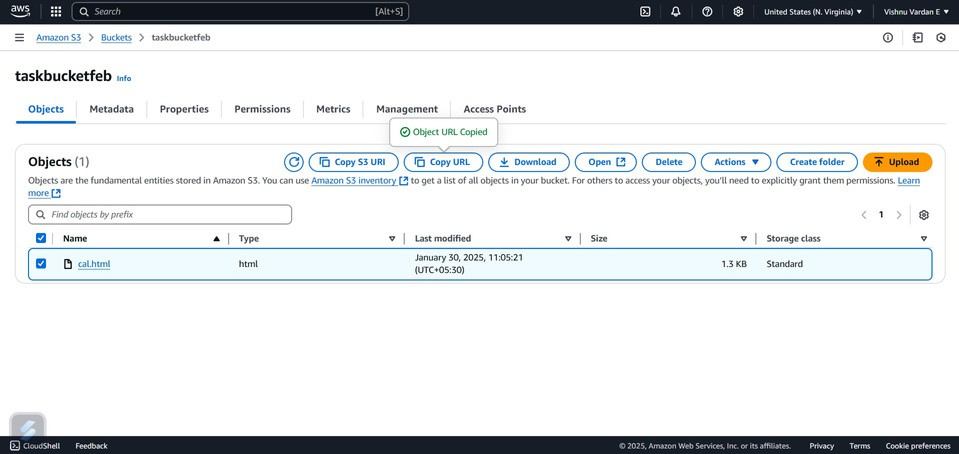 aws Search [Alt+S] United States (N. Virginia) Vishnu Vardan E
Amazon S3 Buckets taskbucketfeb
taskbucketfeb Info
Objects Metadata Properties Permissions Metrics Management Access Points
Object URL Copied
Objects (1) Copy S3 URI Copy URL Download Open Delete Actions Create folder Upload
Objects are the fundamental entities stored in Amazon S3. You can use Amazon S3 inventory to get a list of all objects in your bucket. For others to access your objects, you'll need to explicitly grant them permissions. Learn
more
Find objects by prefix 1
Name Type Last modified Size Storage class
cal.html html January 30, 2025, 11:05:21 1.3 KB Standard
(UTC+05:30)
CloudShell Feedback © 2025, Amazon Web Services, Inc. or its affiliates. Privacy Terms Cookie preferences